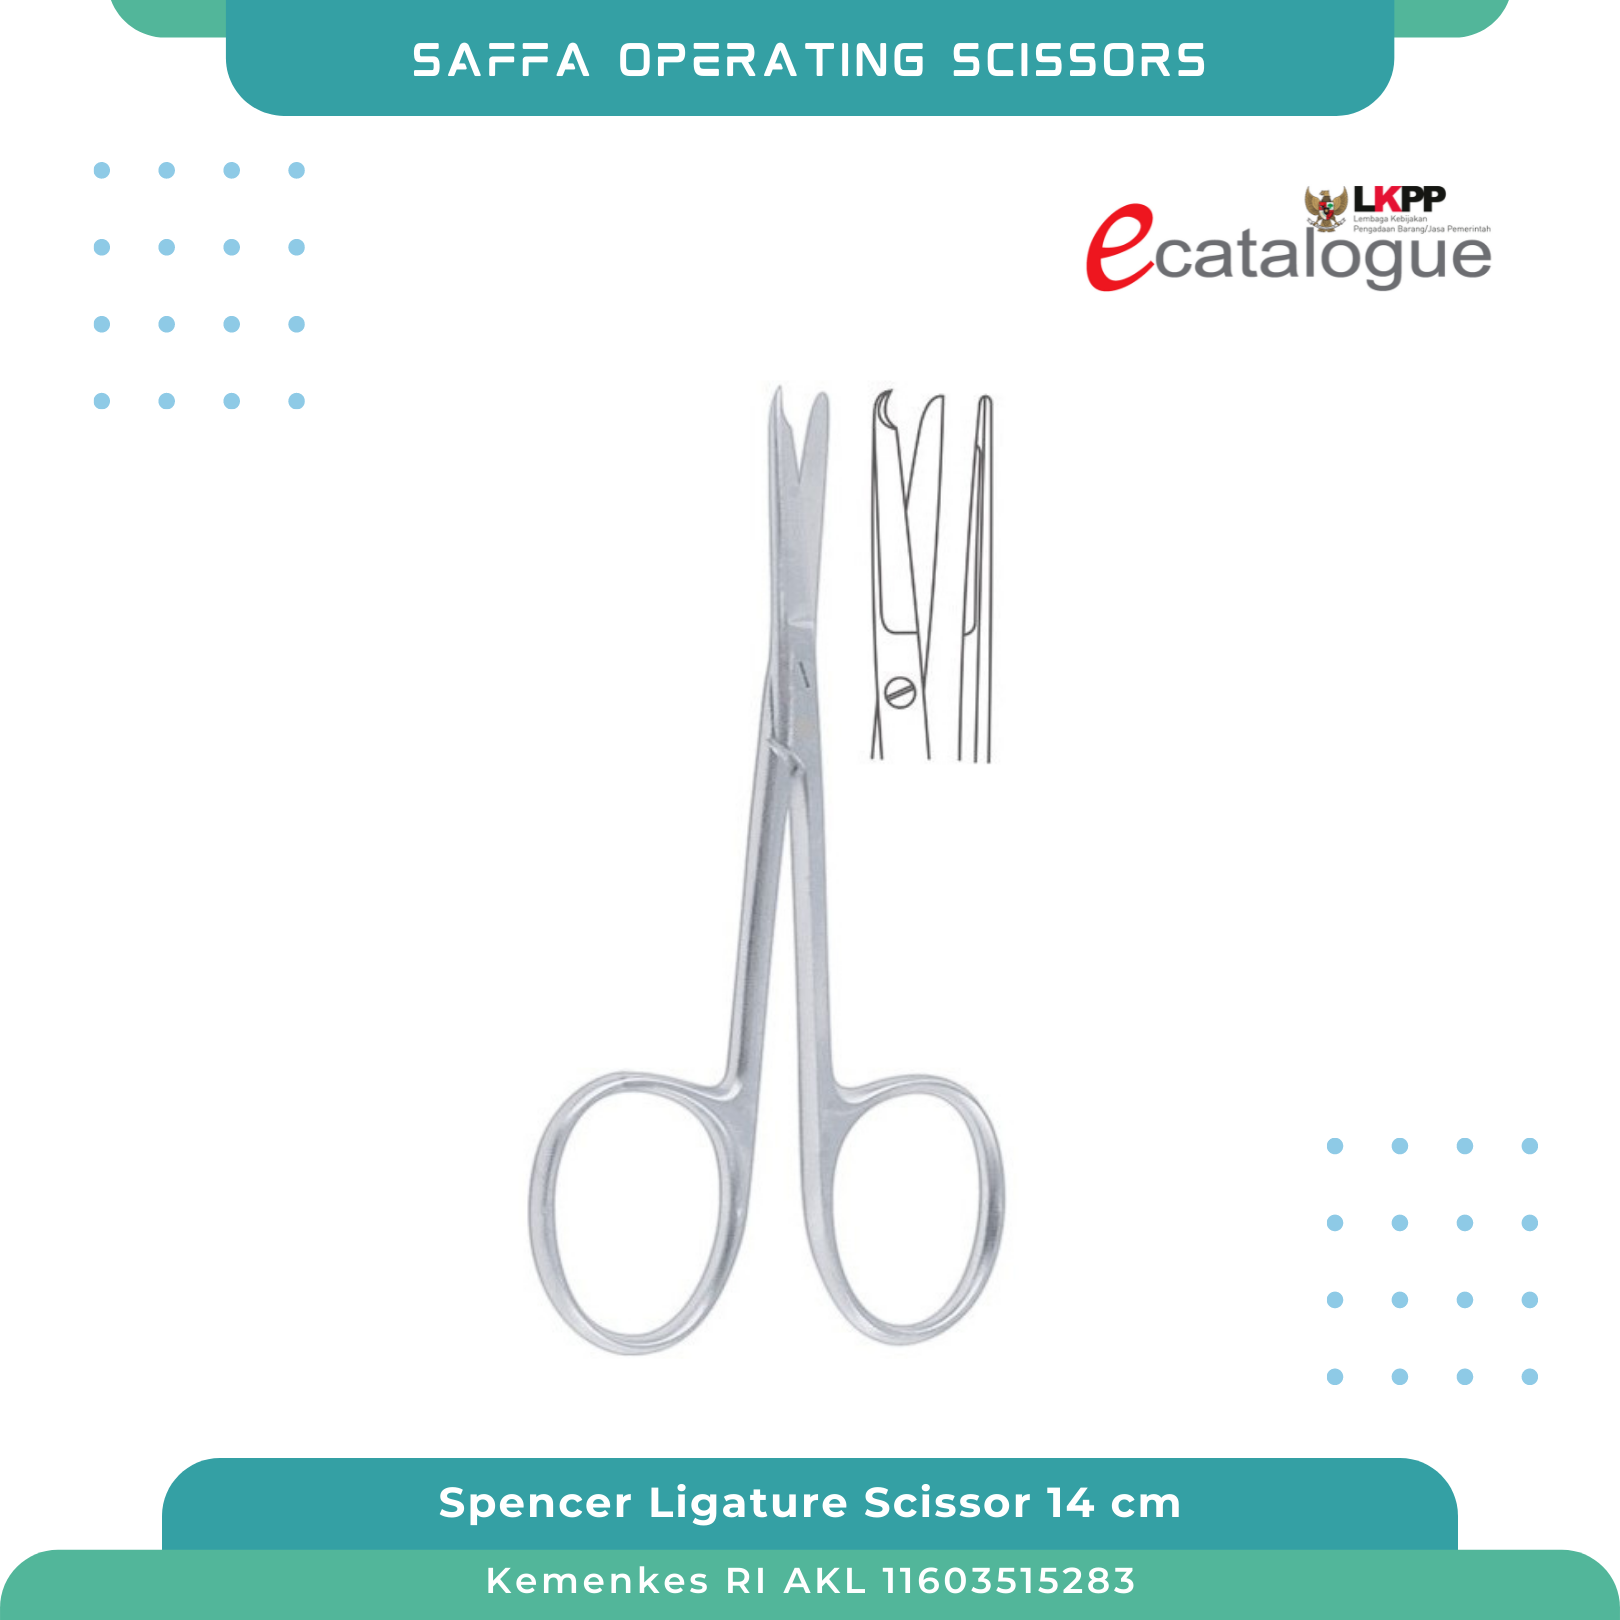 SAFFA OPERATING SCISSORS
LKPP
Lembaga Kebijakan
Pengadaan Barang/Jasa Pemerintah
ecatalogue
Spencer Ligature Scissor 14 cm
Kemenkes RI AKL 11603515283